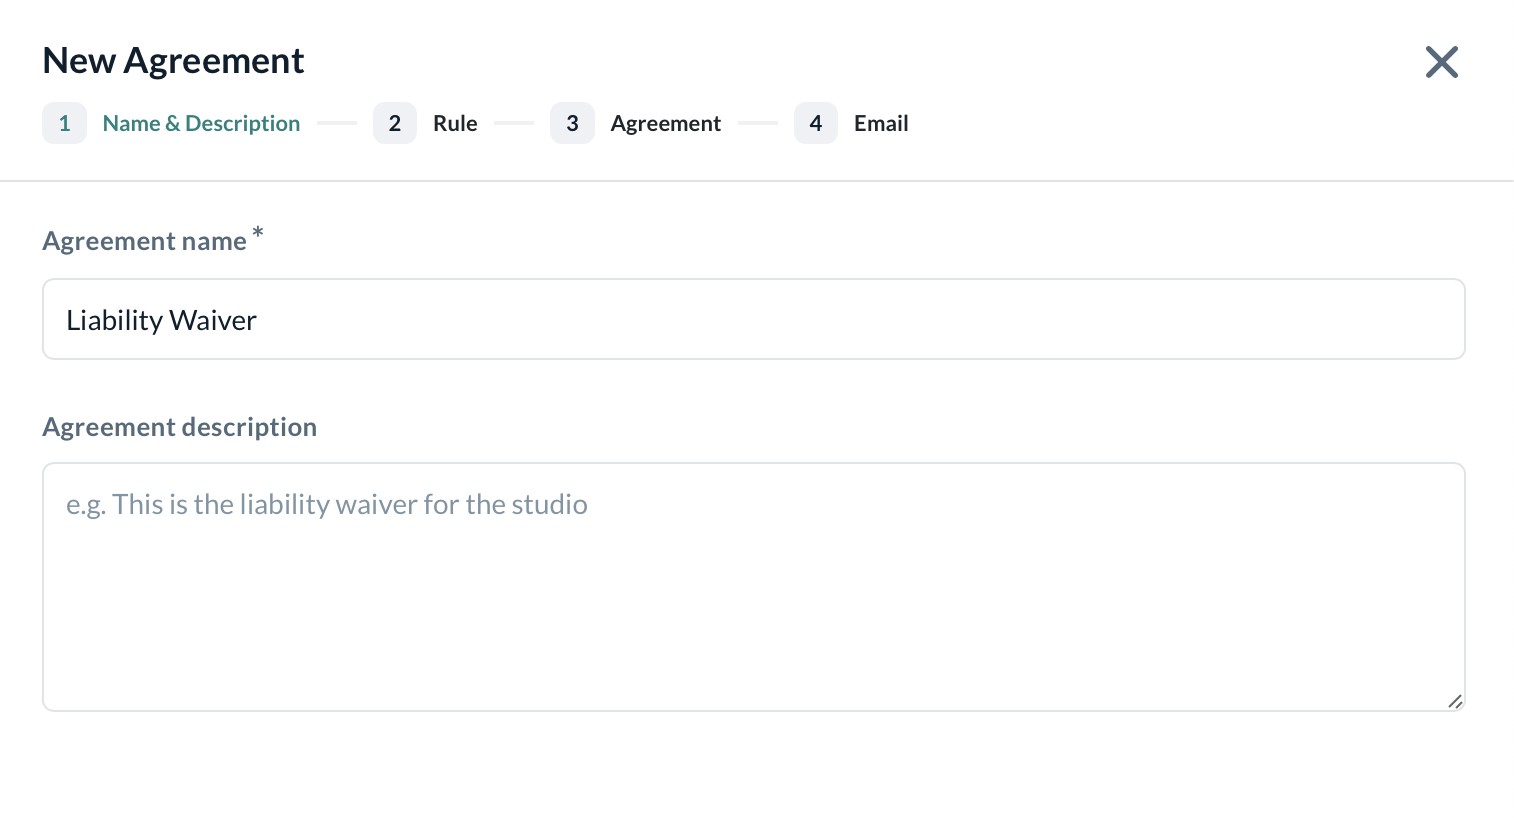 New Agreement
1 Name & Description 2 Rule 3 Agreement 4 Email
Agreement name *
Liability Waiver
Agreement description
e.g. This is the liability waiver for the studio